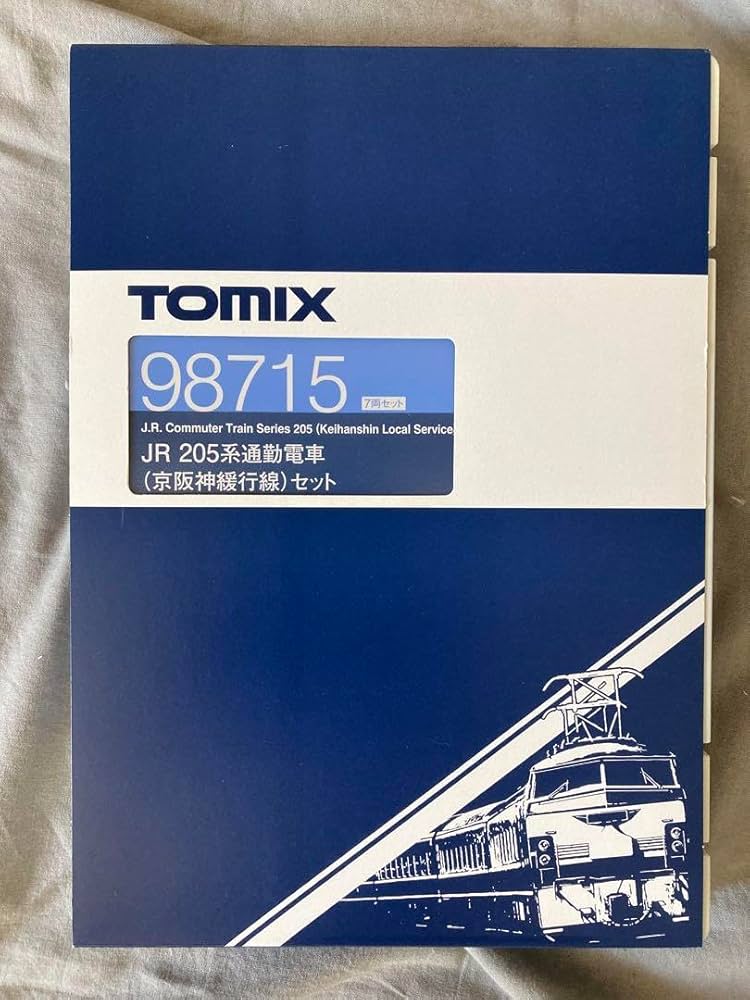 TOMIX
98715 7両セット
J.R. Commuter Train Series 205 (Keihanshin Local Service
JR 205系通勤電車
(京阪神緩行線)セット